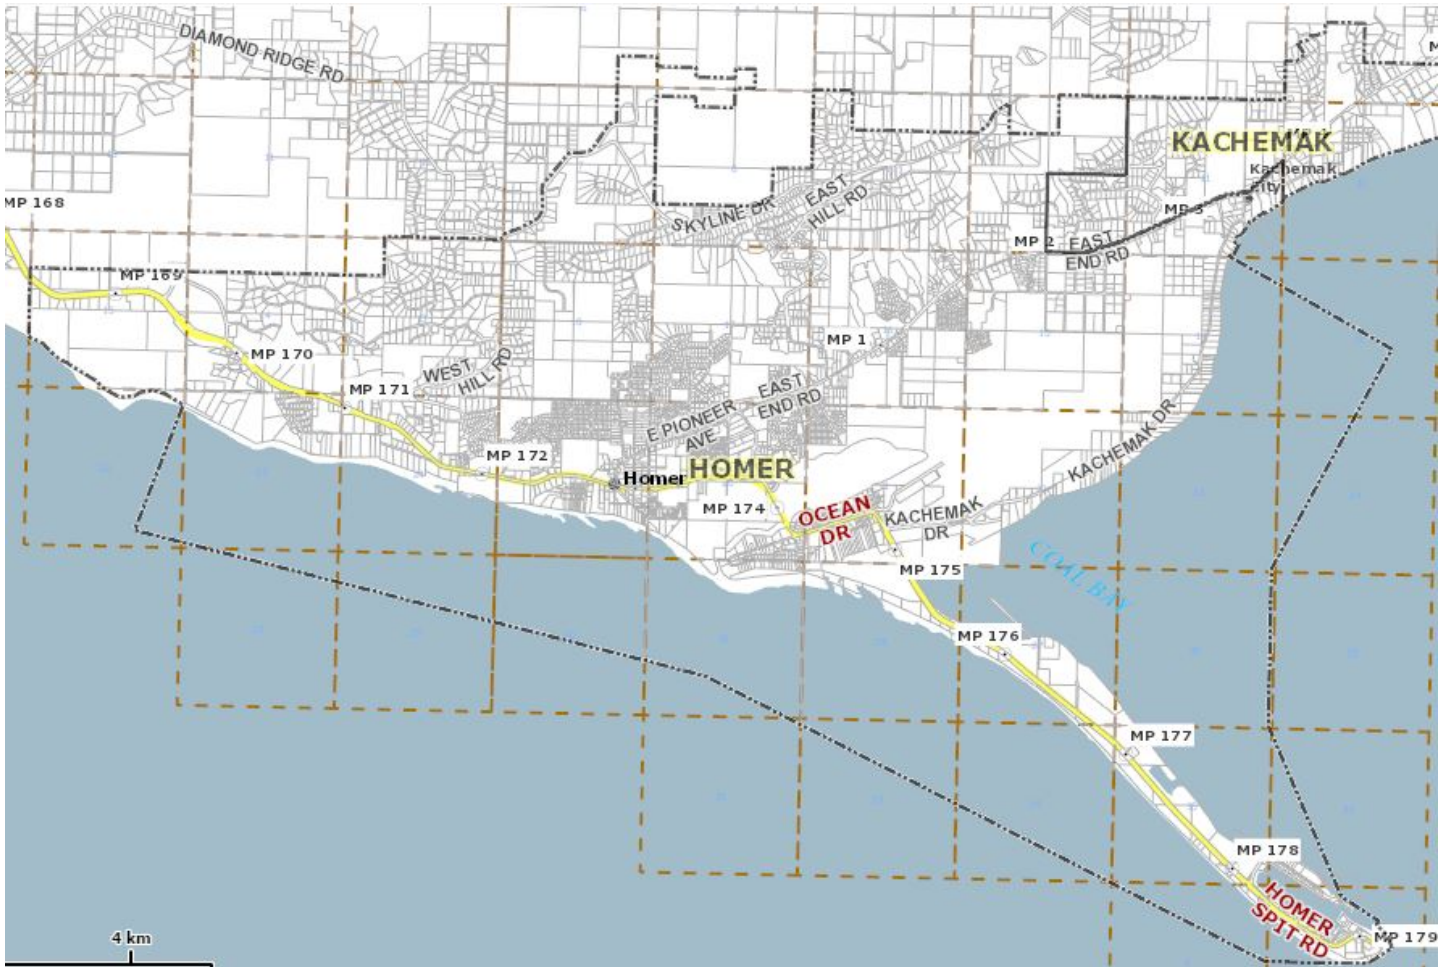 DIAMOND RIDGE RD
KACHEMAK
Kachemak
City
MP 168
SKYLINE DR
EAST
HILL RD
MP 3
MP 2
EAST
END RD
MP 169
MP 170
MP 1
WEST
HILL RD
MP 171
EAST
END RD
E PIONEER
AVE
KACHEMAK DR
MP 172
Homer
HOMER
MP 174
OCEAN
DR
KACHEMAK
DR
COAL BAY
MP 175
MP 176
MP 177
MP 178
HOMER
SPIT RD
MP 179
4 km